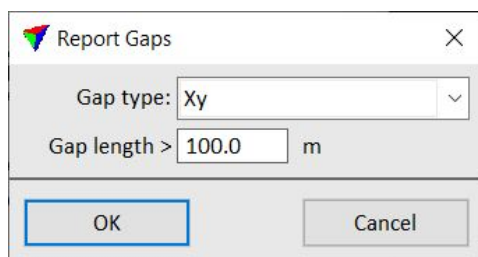 Report Gaps
Gap type: Xy
Gap length > 100.0 m
OK Cancel